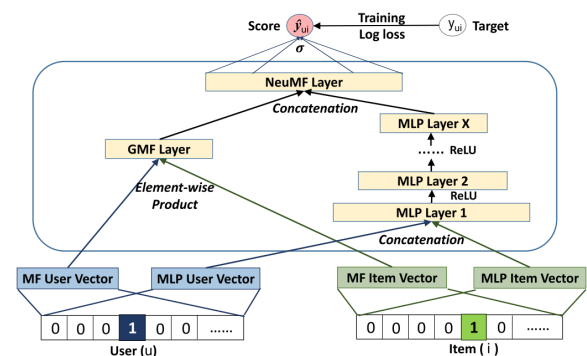 Score ŷui Training Log loss yui Target
σ
NeuMF Layer
Concatenation
MLP Layer X
GMF Layer
...... ReLU
Element-wise
Product
MLP Layer 2
ReLU
MLP Layer 1
Concatenation
MF User Vector MLP User Vector MF Item Vector MLP Item Vector
0 0 0 1 0 0 ...... 0 0 0 0 1 0 ......
User (u) Item ( i )